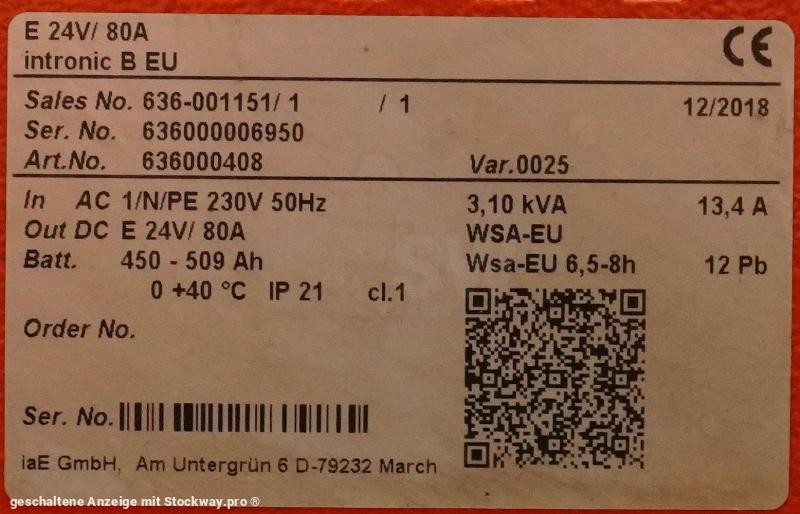 E 24V/ 80A
intronic B EU
CE
Sales No. 636-001151/ 1 / 1 12/2018
Ser. No. 636000006950
Art.No. 636000408 Var.0025
In AC 1/N/PE 230V 50Hz 3,10 kVA 13,4 A
Out DC E 24V/ 80A WSA-EU
Batt. 450 - 509 Ah Wsa-EU 6,5-8h 12 Pb
0 +40 °C IP 21 cl.1
Order No.
Ser. No.
iaE GmbH, Am Untergrün 6 D-79232 March
geschaltene Anzeige mit Stockway.pro ®